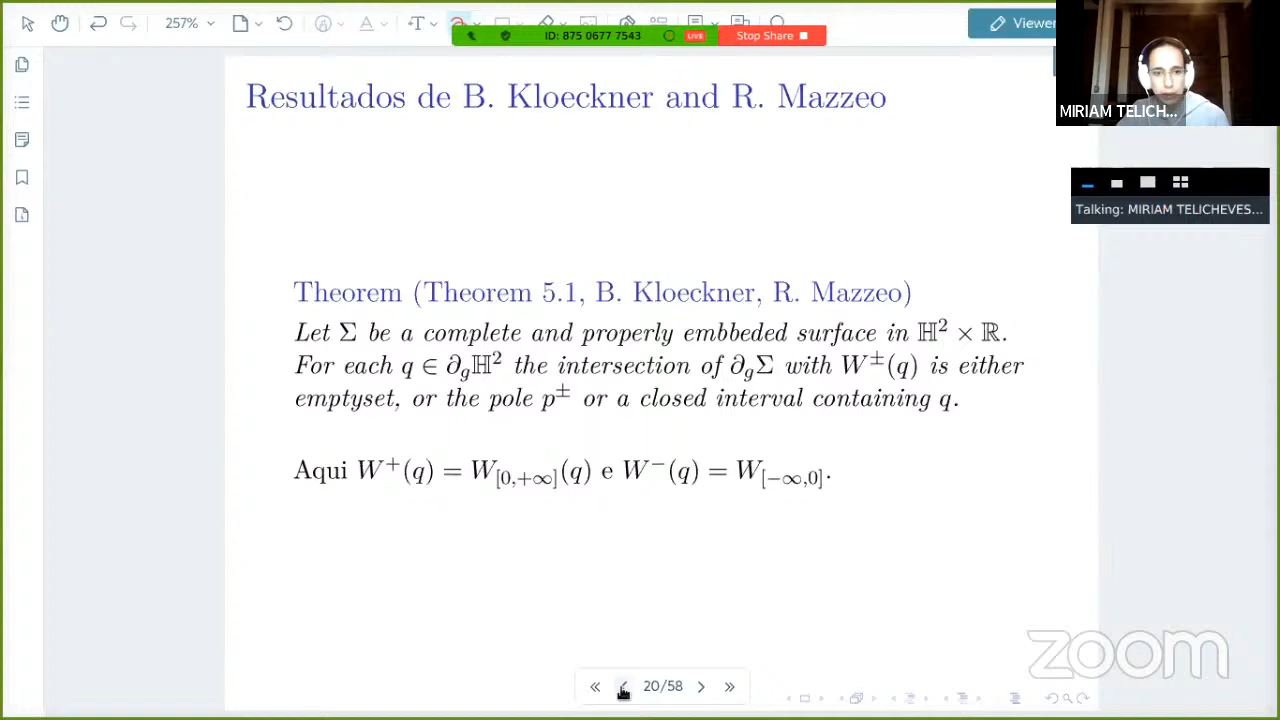 257%
Viewer
ID: 875 0677 7543
LIVE
Stop Share
MIRIAM TELICH...
Talking: MIRIAM TELICHEVES...
Resultados de B. Kloeckner and R. Mazzeo
Theorem (Theorem 5.1, B. Kloeckner, R. Mazzeo)
Let Σ be a complete and properly embbeded surface in ℍ² × ℝ.
For each q ∈ ∂_gℍ² the intersection of ∂_gΣ with W^±(q) is either
emptyset, or the pole p^± or a closed interval containing q.
Aqui W⁺(q) = W_{[0,+∞]}(q) e W⁻(q) = W_{[−∞,0]}.
20/58
zoom